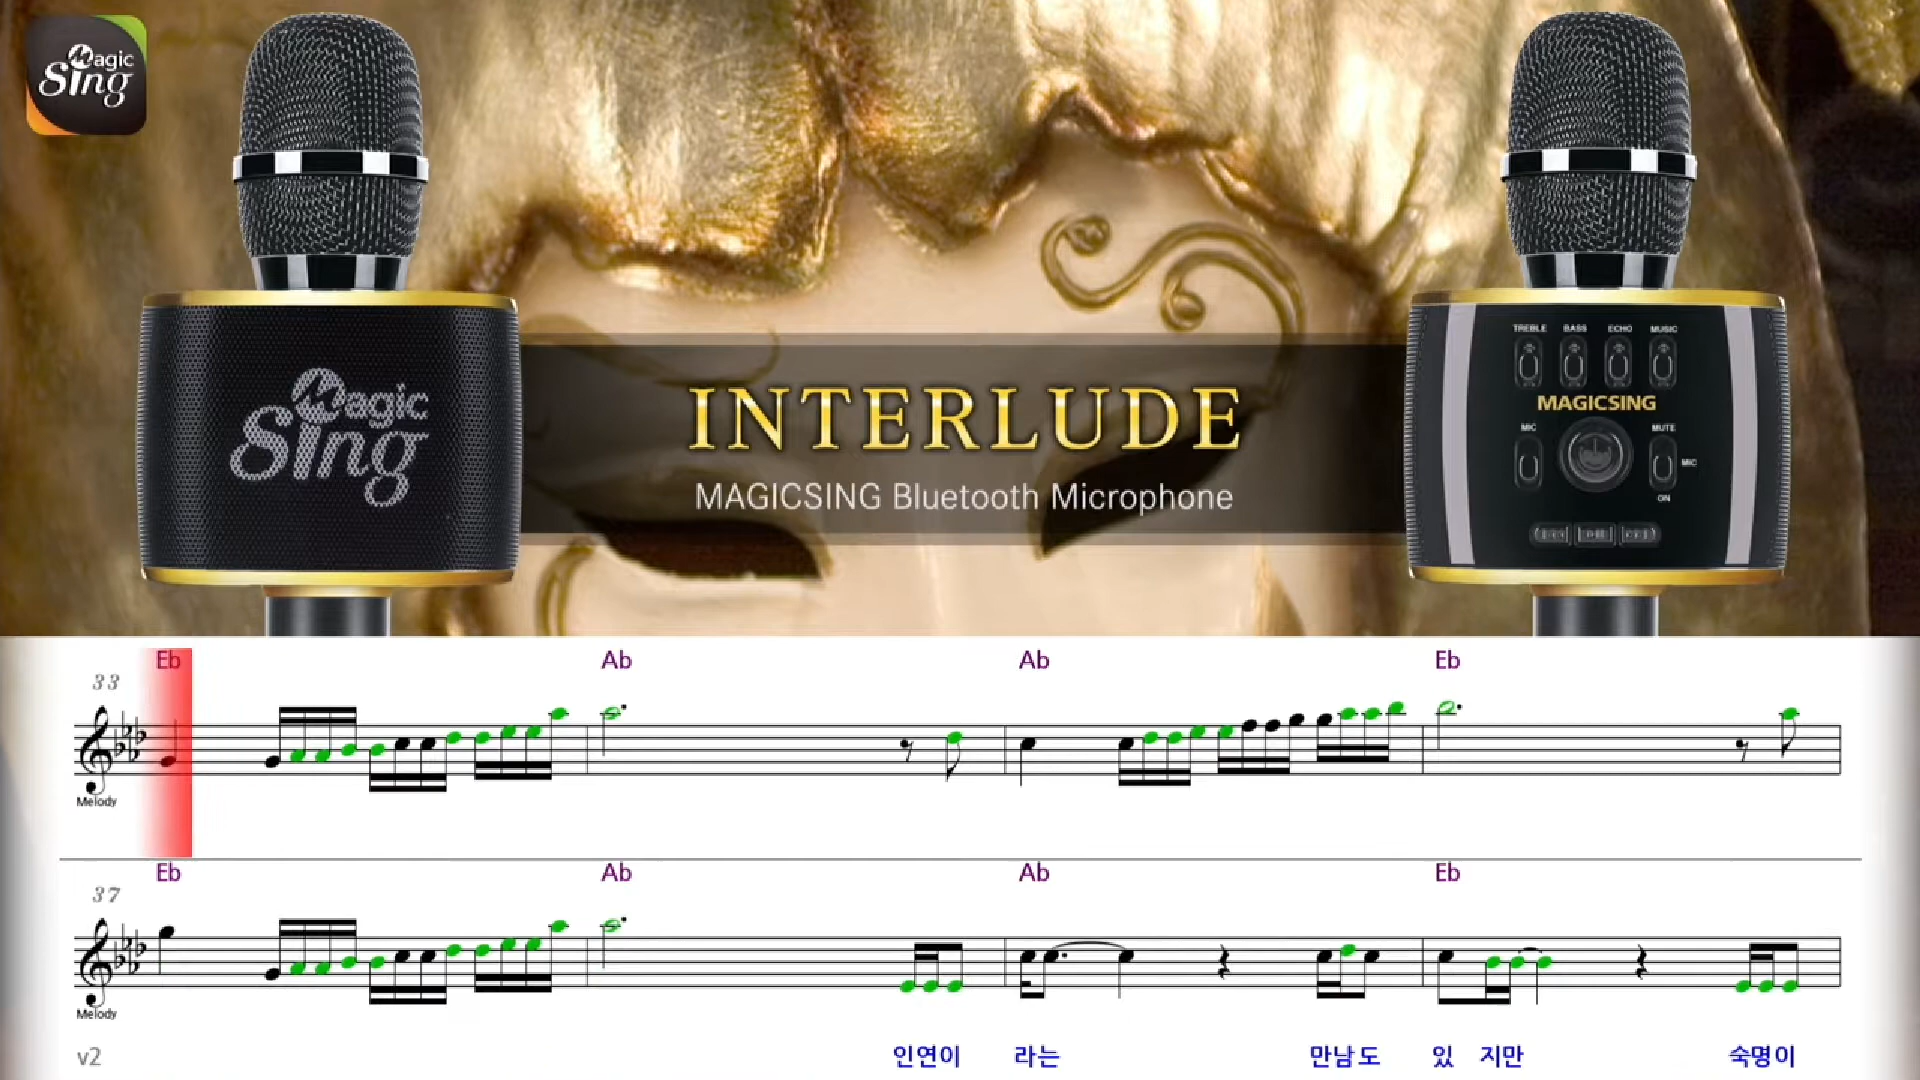 Magic
Sing
Magic
Sing
TREBLE BASS ECHO MUSIC
MAGICSING
MIC MUTE
MIC
ON
INTERLUDE
MAGICSING Bluetooth Microphone
Eb Ab Ab Eb
33
Melody
Eb Ab Ab Eb
37
Melody
v2 인연이 라는 만남도 있 지만 숙명이